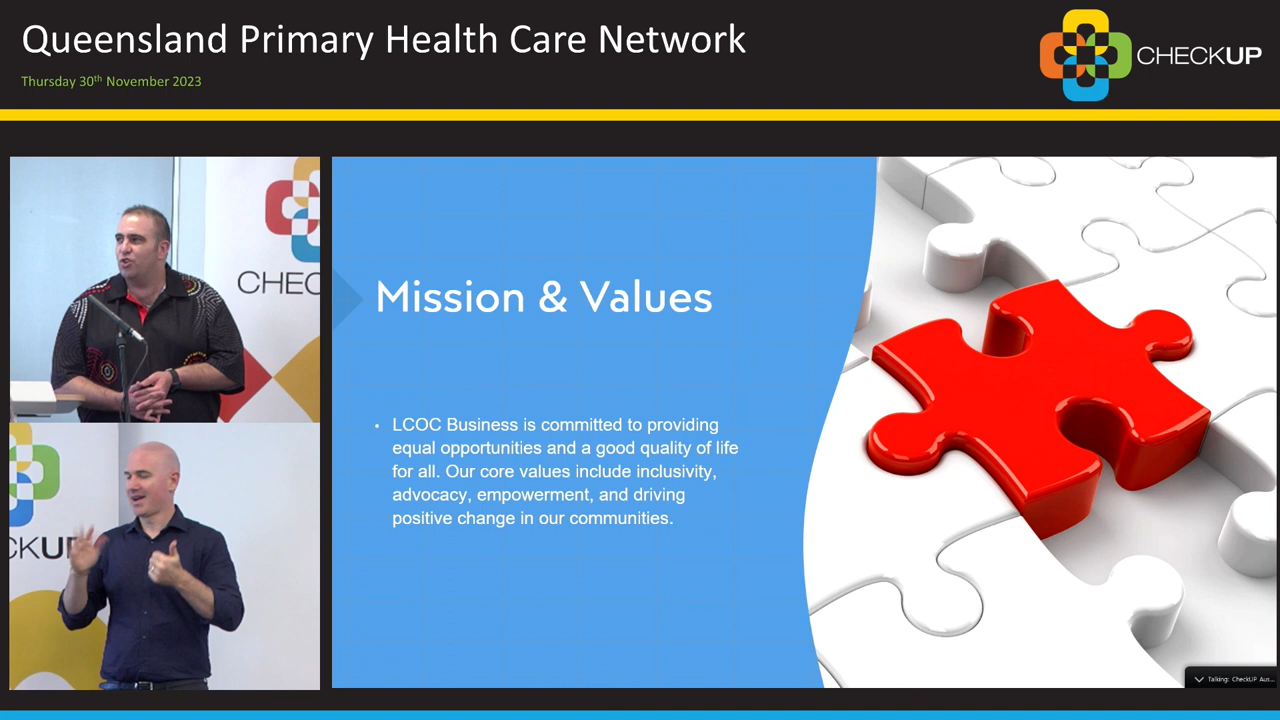 Queensland Primary Health Care Network
Thursday 30th November 2023
CHECKUP
CHEC
CKUP
Mission & Values
• LCOC Business is committed to providing
equal opportunities and a good quality of life
for all. Our core values include inclusivity,
advocacy, empowerment, and driving
positive change in our communities.
Talking: CheckUP Aus...